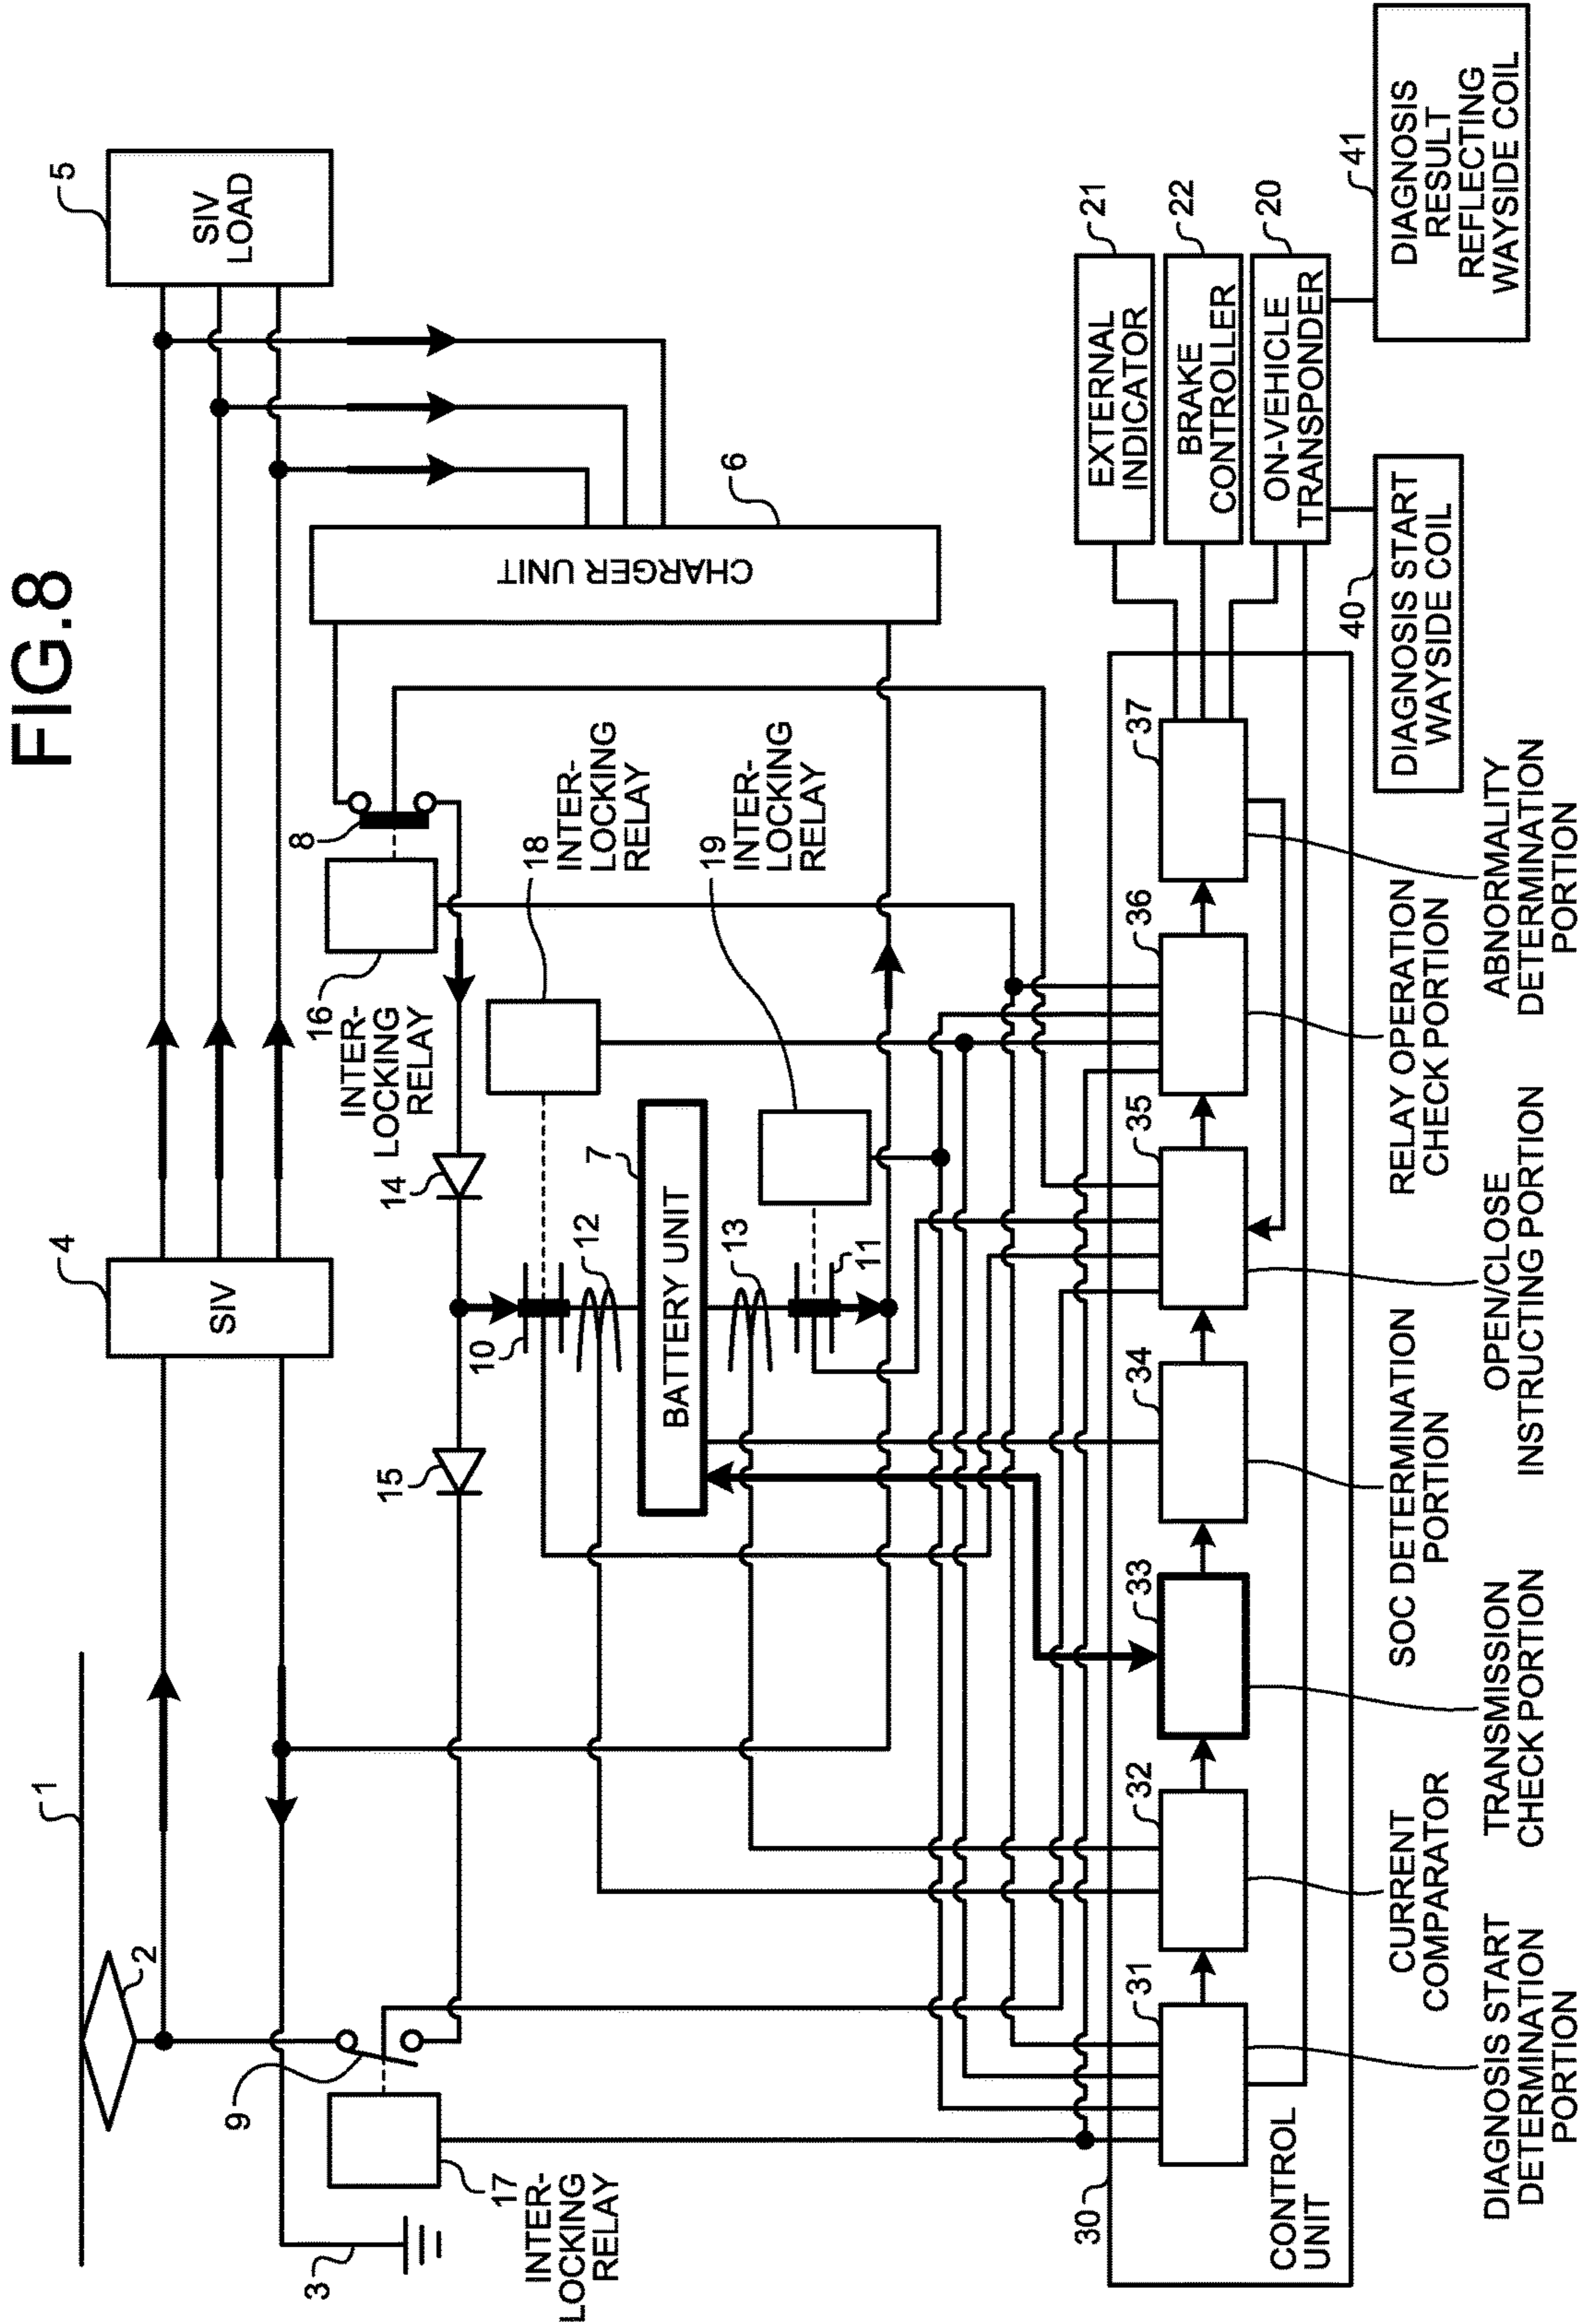 FIG.8
1
2
3
4
SIV
5
SIV
LOAD
6
CHARGER UNIT
8
9
16
INTER-
LOCKING
RELAY
17
INTER-
LOCKING
RELAY
18
INTER-
LOCKING
RELAY
19
INTER-
LOCKING
RELAY
14
15
10
12
7
BATTERY UNIT
13
11
21
EXTERNAL
INDICATOR
22
BRAKE
CONTROLLER
20
ON-VEHICLE
TRANSPONDER
41
DIAGNOSIS
RESULT
REFLECTING
WAYSIDE COIL
40
DIAGNOSIS START
WAYSIDE COIL
30
CONTROL
UNIT
31
32
33
34
35
36
37
DIAGNOSIS START
DETERMINATION
PORTION
CURRENT
COMPARATOR
TRANSMISSION
CHECK PORTION
SOC DETERMINATION
PORTION
OPEN/CLOSE
INSTRUCTING PORTION
RELAY OPERATION
CHECK PORTION
ABNORMALITY
DETERMINATION
PORTION